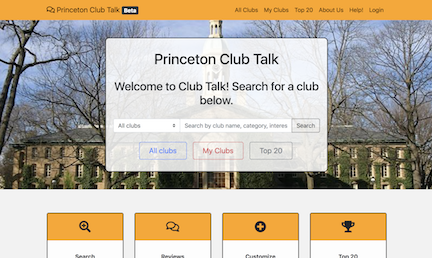 Princeton Club Talk Beta
All Clubs My Clubs Top 20 About Us Help! Login
Princeton Club Talk
Welcome to Club Talk! Search for a club
below.
All clubs
Search by club name, category, interes
Search
All clubs
My Clubs
Top 20
Search
Reviews
Customize
Top 20